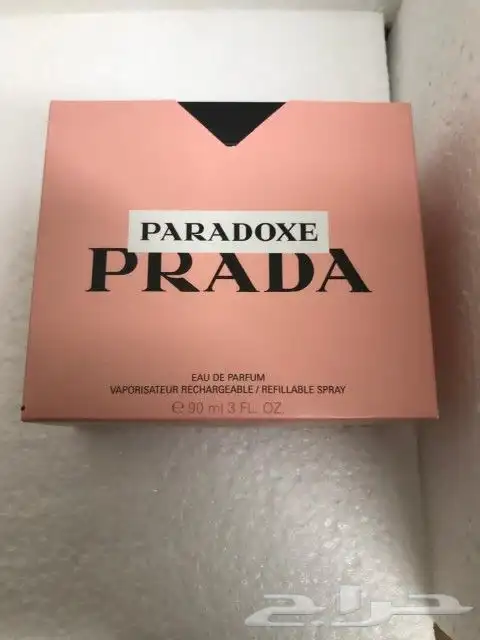 PARADOXE
PRADA
EAU DE PARFUM
VAPORISATEUR RECHARGEABLE / REFILLABLE SPRAY
℮ 90 ml 3 FL. OZ.
حراج